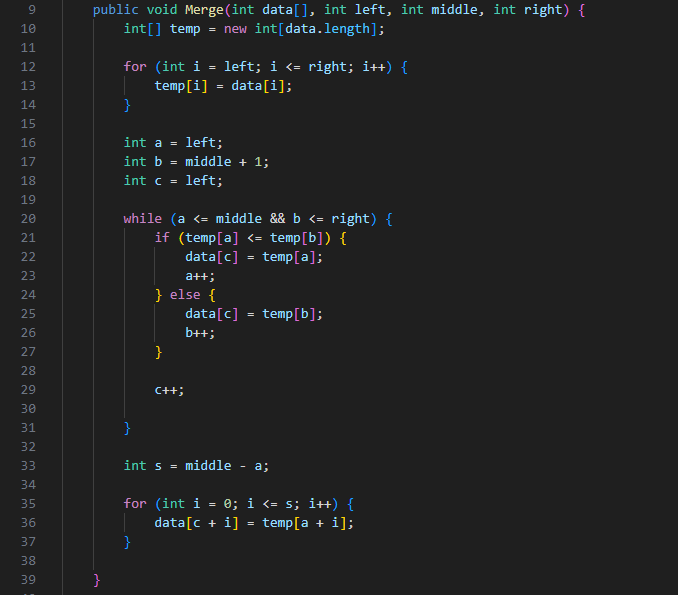 9 public void Merge(int data[], int left, int middle, int right) {
10 int[] temp = new int[data.length];
11
12 for (int i = left; i <= right; i++) {
13 temp[i] = data[i];
14 }
15
16 int a = left;
17 int b = middle + 1;
18 int c = left;
19
20 while (a <= middle && b <= right) {
21 if (temp[a] <= temp[b]) {
22 data[c] = temp[a];
23 a++;
24 } else {
25 data[c] = temp[b];
26 b++;
27 }
28
29 c++;
30
31 }
32
33 int s = middle - a;
34
35 for (int i = 0; i <= s; i++) {
36 data[c + i] = temp[a + i];
37 }
38
39 }